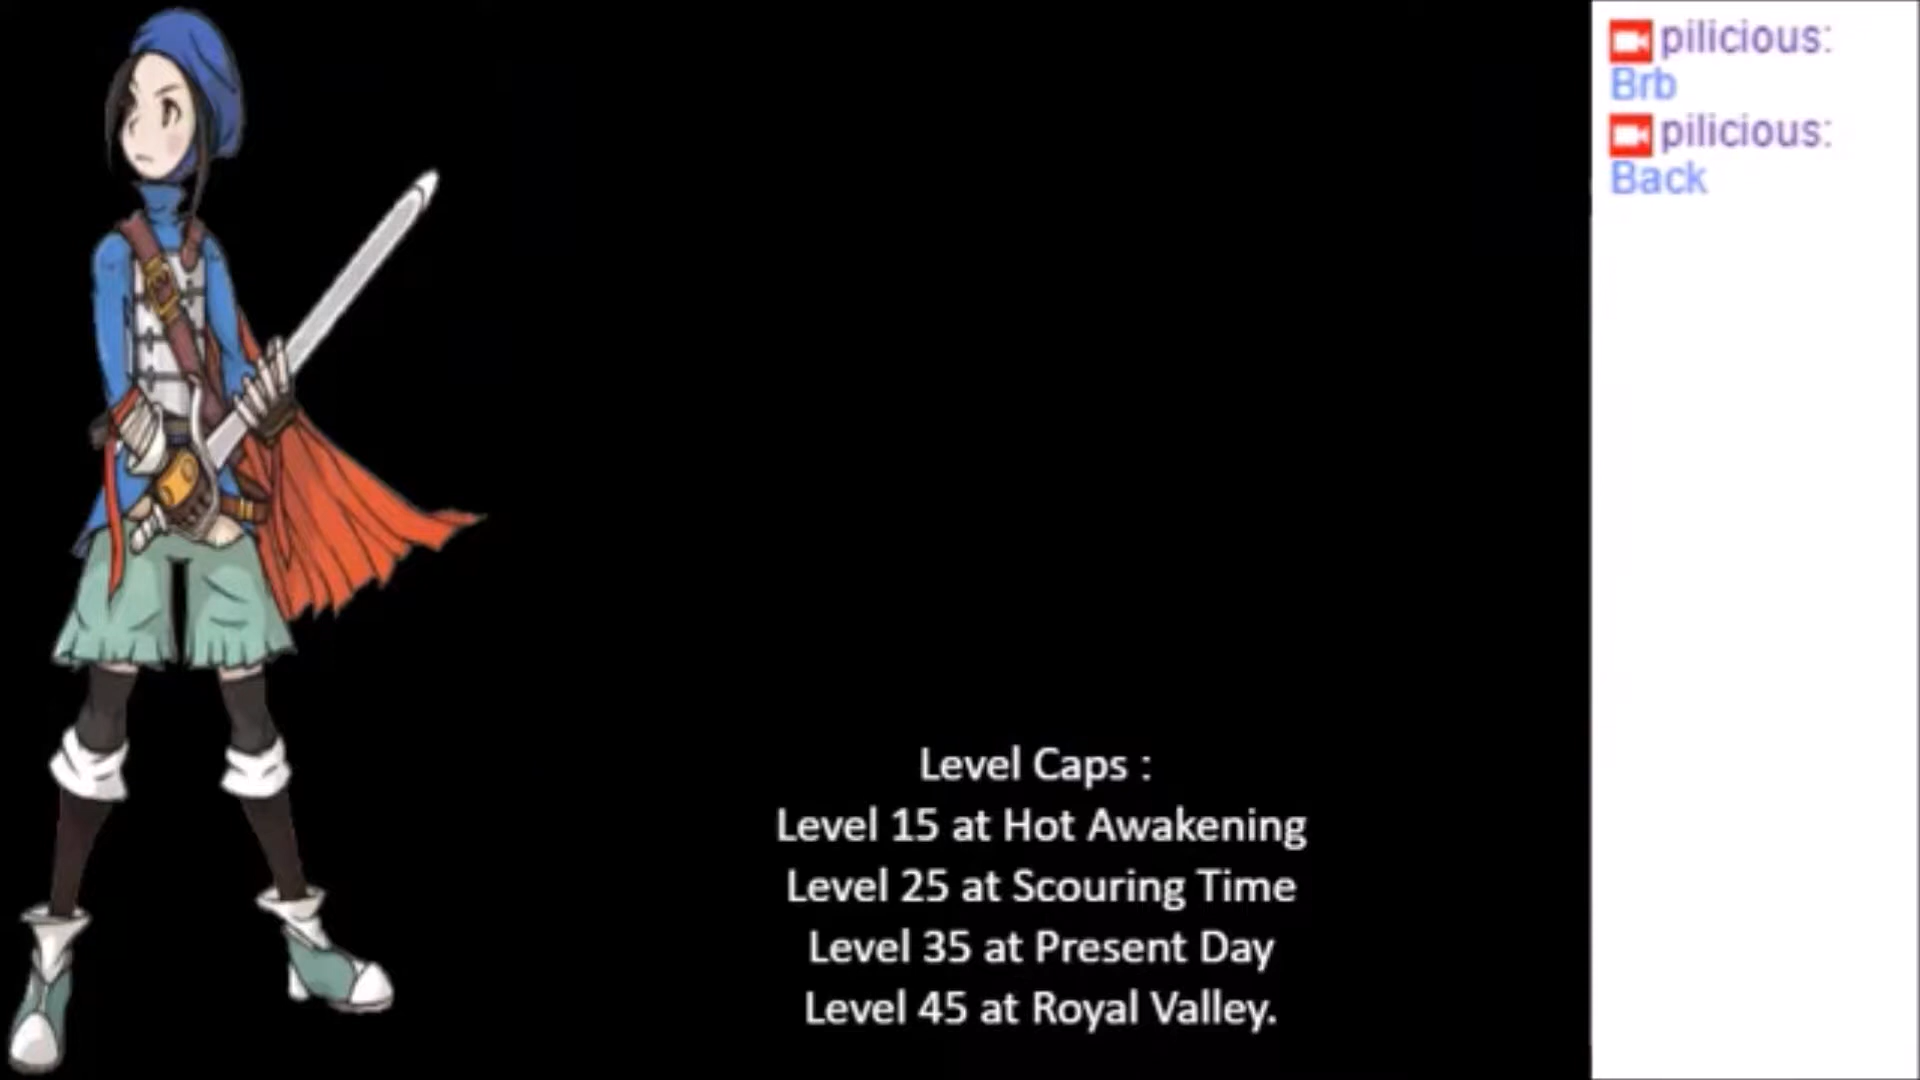 Level Caps :
Level 15 at Hot Awakening
Level 25 at Scouring Time
Level 35 at Present Day
Level 45 at Royal Valley.
pilicious:
Brb
pilicious:
Back